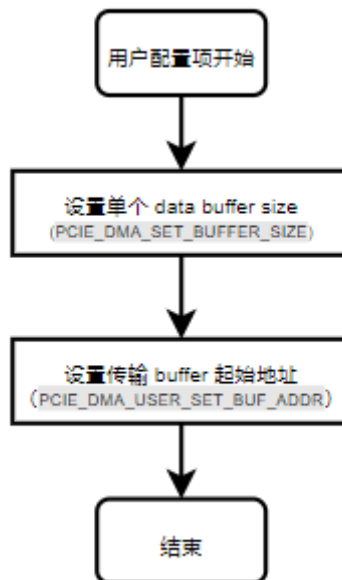 用户配置项开始
设置单个 data buffer size
(PCIE_DMA_SET_BUFFER_SIZE)
设置传输 buffer 起始地址
（PCIE_DMA_USER_SET_BUF_ADDR）
结束